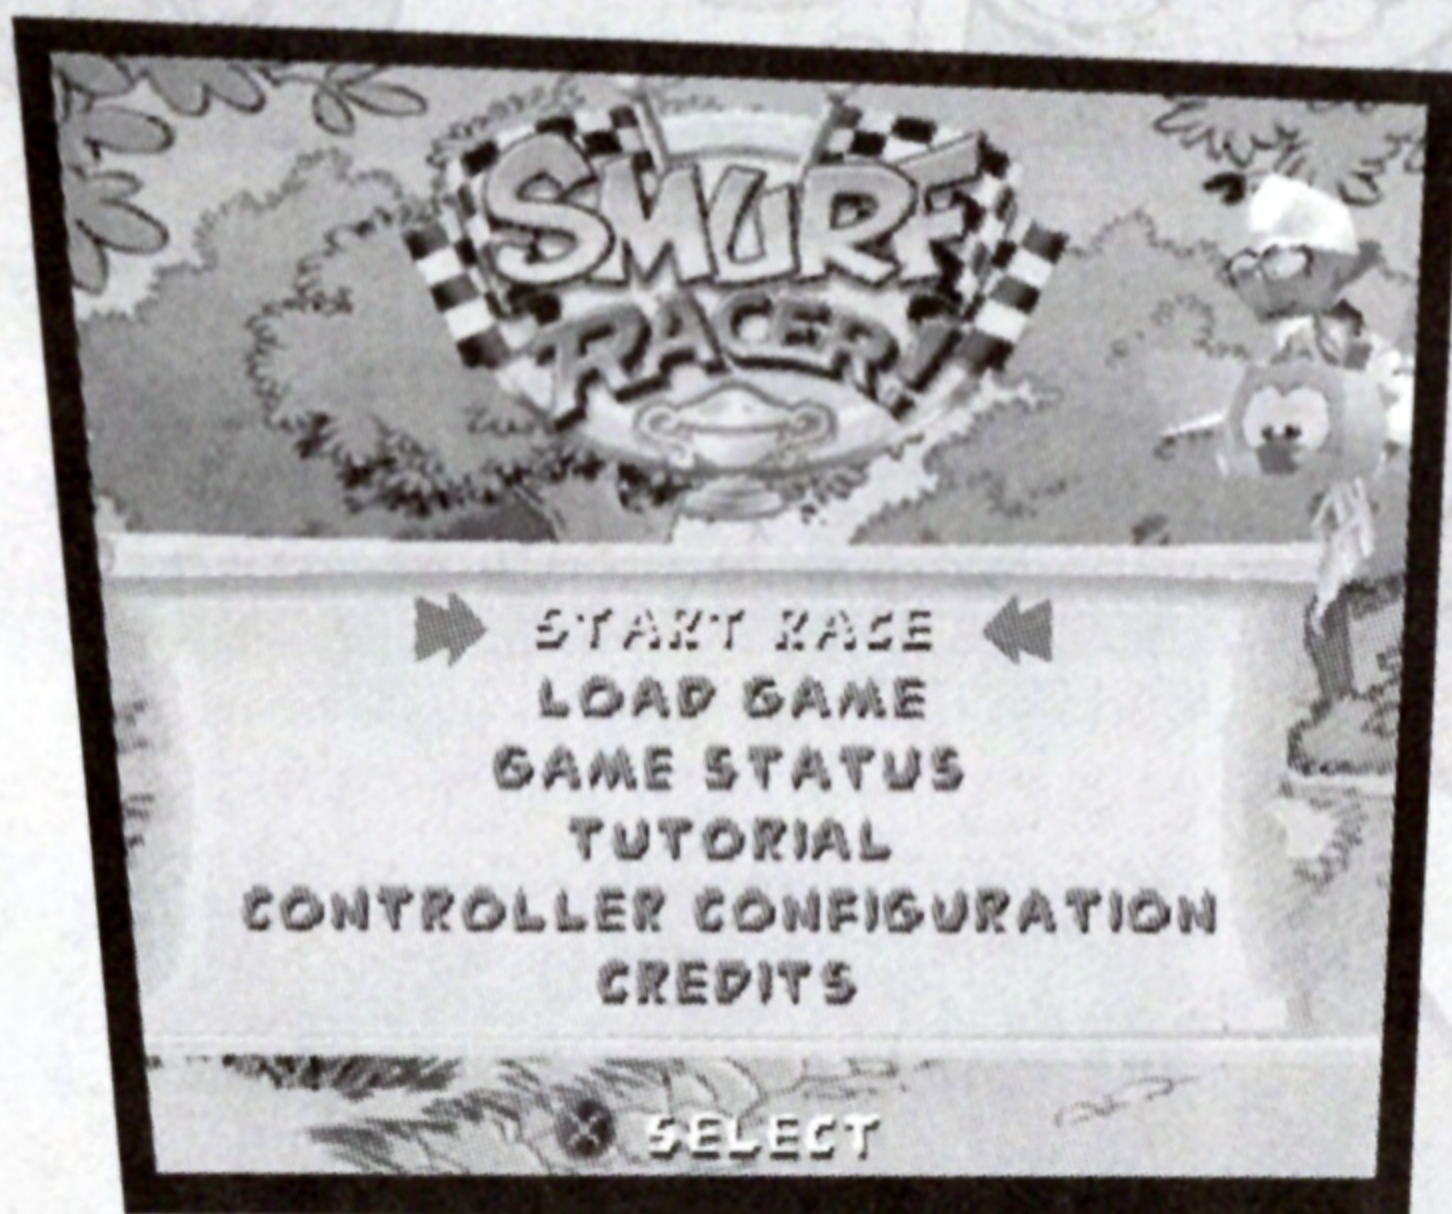 SMURF
RACER!
START RACE
LOAD GAME
GAME STATUS
TUTORIAL
CONTROLLER CONFIGURATION
CREDITS
X SELECT